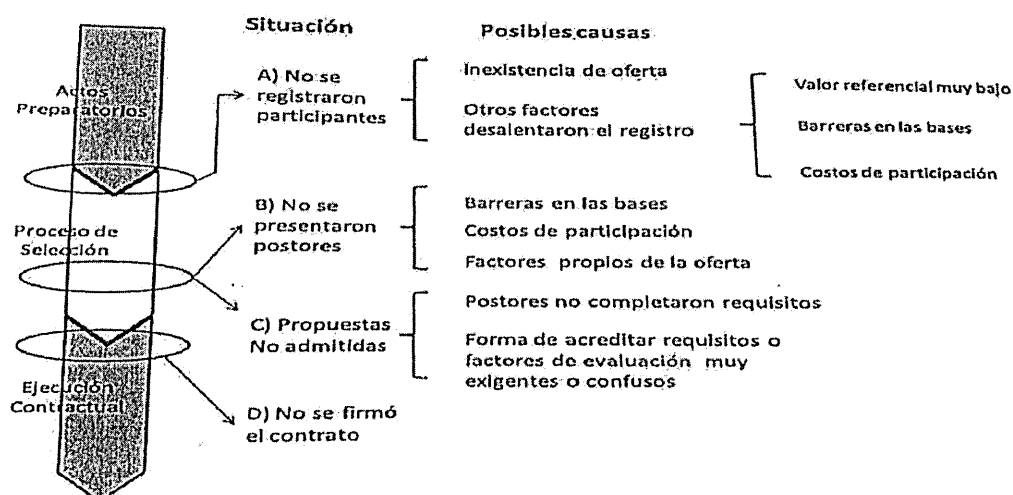 Situación
Posibles causas
Actos
Preparatorios
Proceso de
Selección
Ejecución
Contractual
A) No se
registraron
participantes
Inexistencia de oferta
Otros factores
desalentaron el registro
Valor referencial muy bajo
Barreras en las bases
Costos de participación
B) No se
presentaron
postores
Barreras en las bases
Costos de participación
Factores propios de la oferta
C) Propuestas
No admitidas
Postores no completaron requisitos
Forma de acreditar requisitos o
factores de evaluación muy
exigentes o confusos
D) No se firmó
el contrato